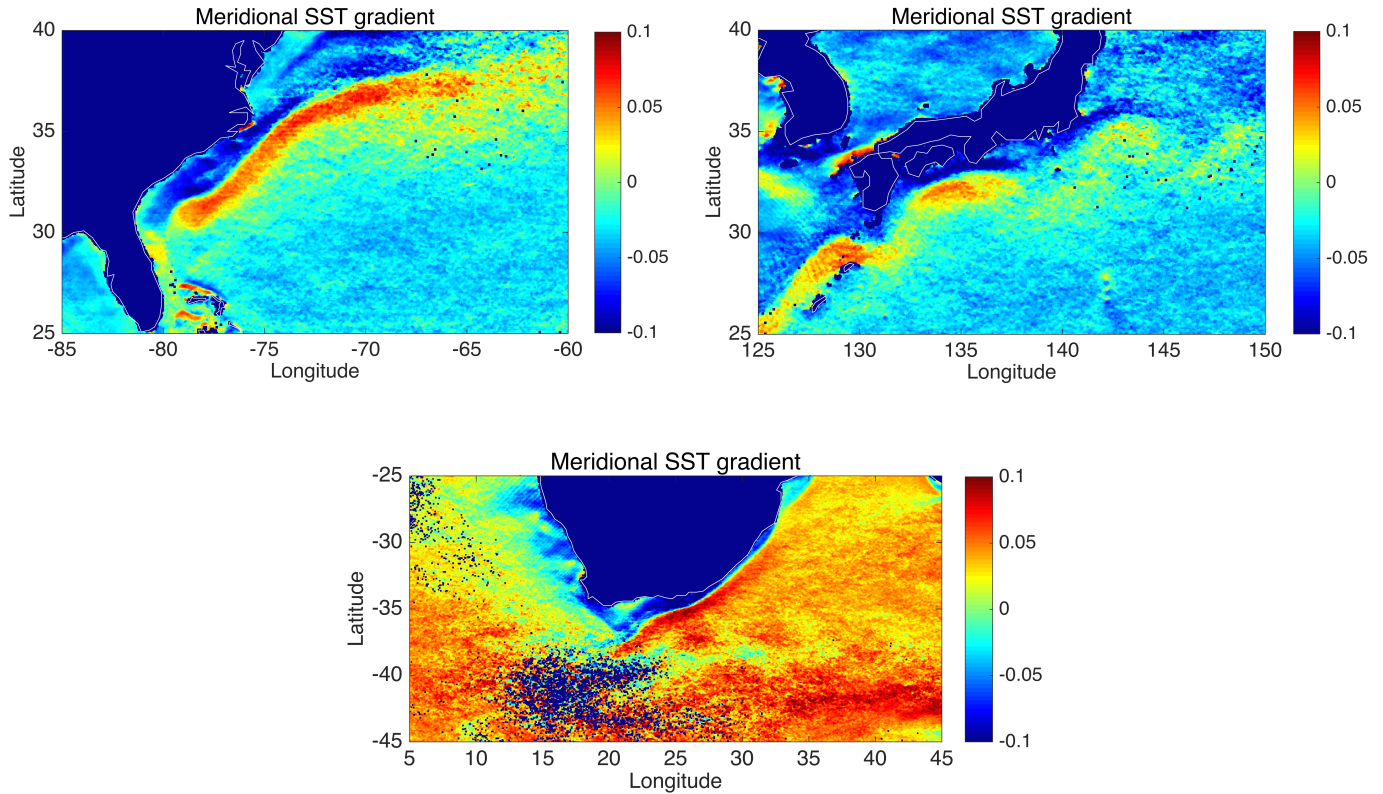 Meridional SST gradient
40
35
30
25
Latitude
-85 -80 -75 -70 -65 -60
Longitude
0.1
0.05
0
-0.05
-0.1
Meridional SST gradient
40
35
30
25
Latitude
125 130 135 140 145 150
Longitude
0.1
0.05
0
-0.05
-0.1
Meridional SST gradient
-25
-30
-35
-40
-45
Latitude
5 10 15 20 25 30 35 40 45
Longitude
0.1
0.05
0
-0.05
-0.1